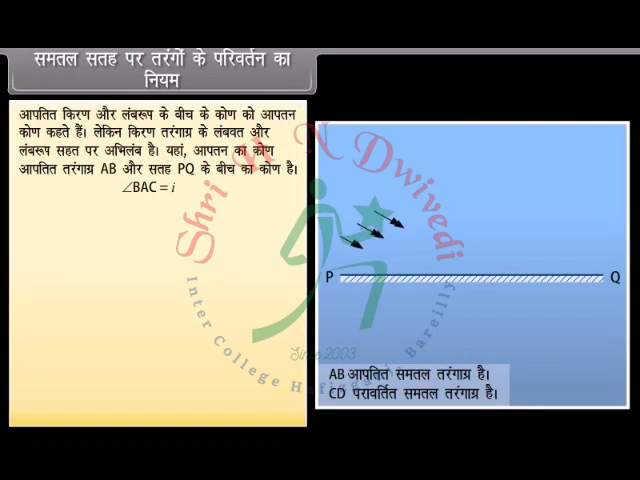 समतल सतह पर तरंगों के परिवर्तन का
नियम
आपतित किरण और लंबरूप के बीच के कोण को आपतन
कोण कहते हैं। लेकिन किरण तरंगाग्र के लंबवत और
लंबरूप सहत पर अभिलंब है। यहां, आपतन का कोण
आपतित तरंगाग्र AB और सतह PQ के बीच का कोण है।
∠BAC = i
Shri H N Dwivedi
P
Q
Since 2003
Inter College Hafizganj Bareilly
AB आपतित समतल तरंगाग्र है।
CD परावर्तित समतल तरंगाग्र है।